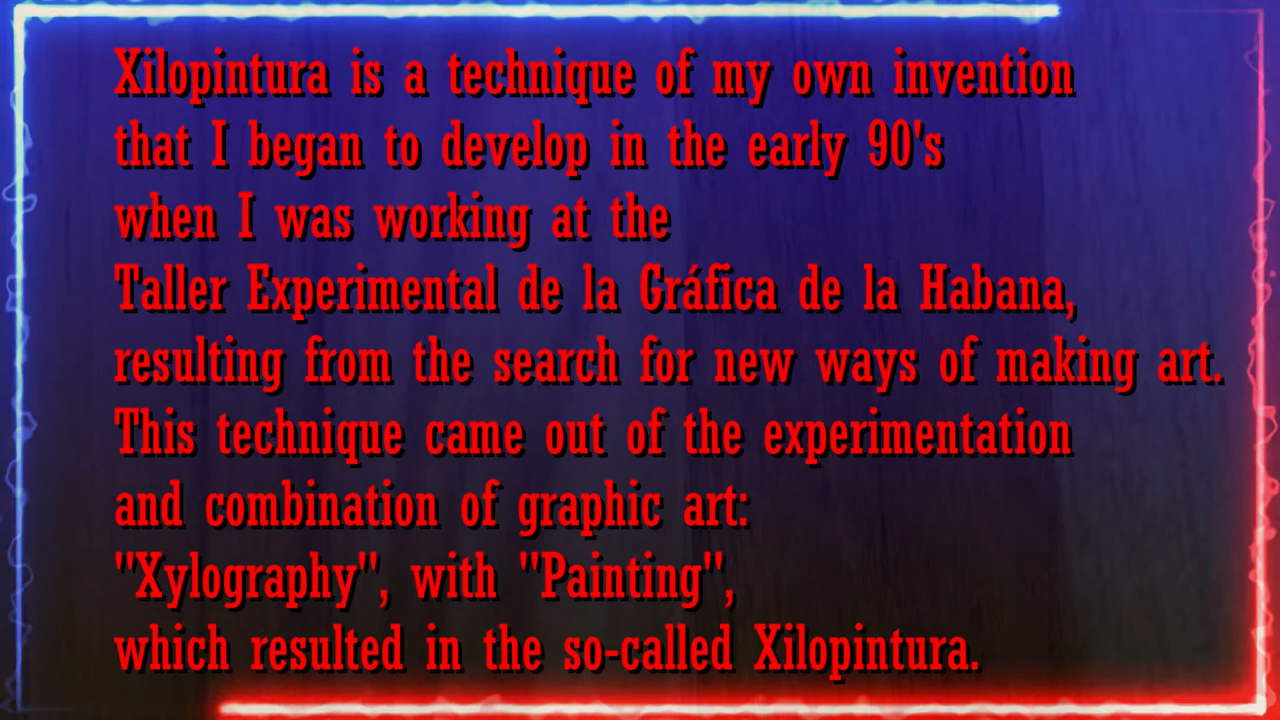 Xilopintura is a technique of my own invention
that I began to develop in the early 90's
when I was working at the
Taller Experimental de la Gráfica de la Habana,
resulting from the search for new ways of making art.
This technique came out of the experimentation
and combination of graphic art:
"Xylography", with "Painting",
which resulted in the so-called Xilopintura.